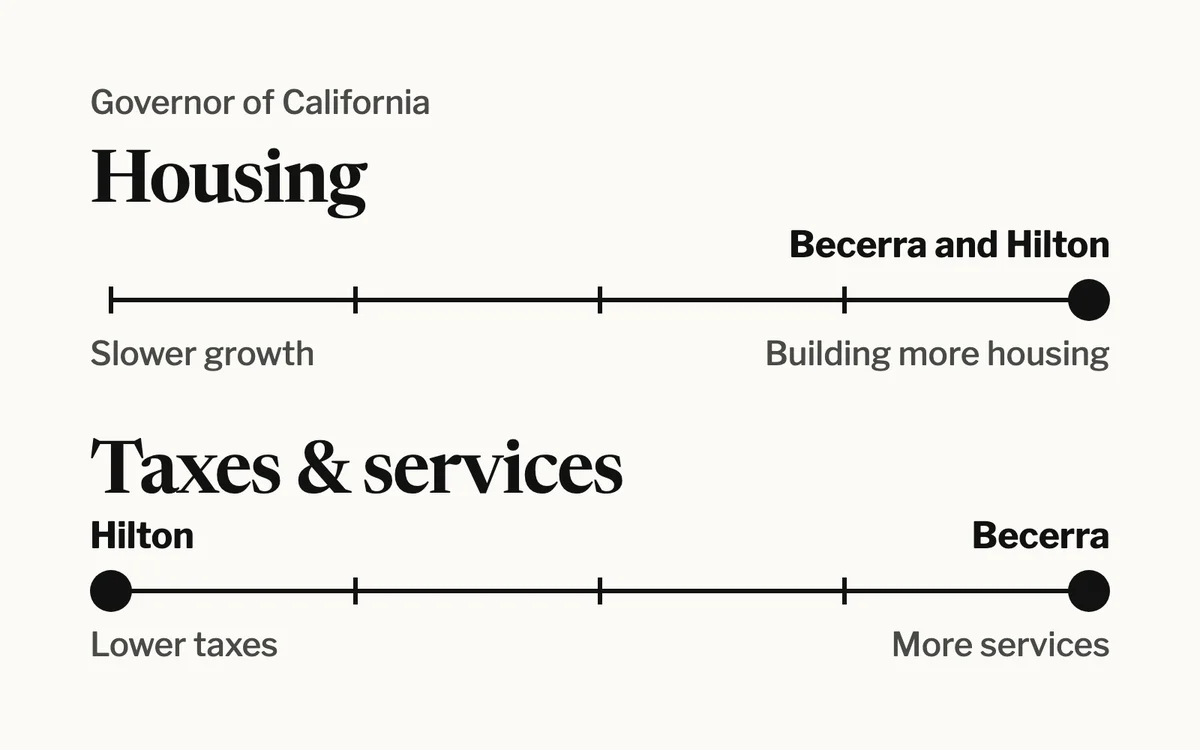 Governor of California
Housing
Becerra and Hilton
Slower growth
Building more housing
Taxes & services
Hilton
Becerra
Lower taxes
More services